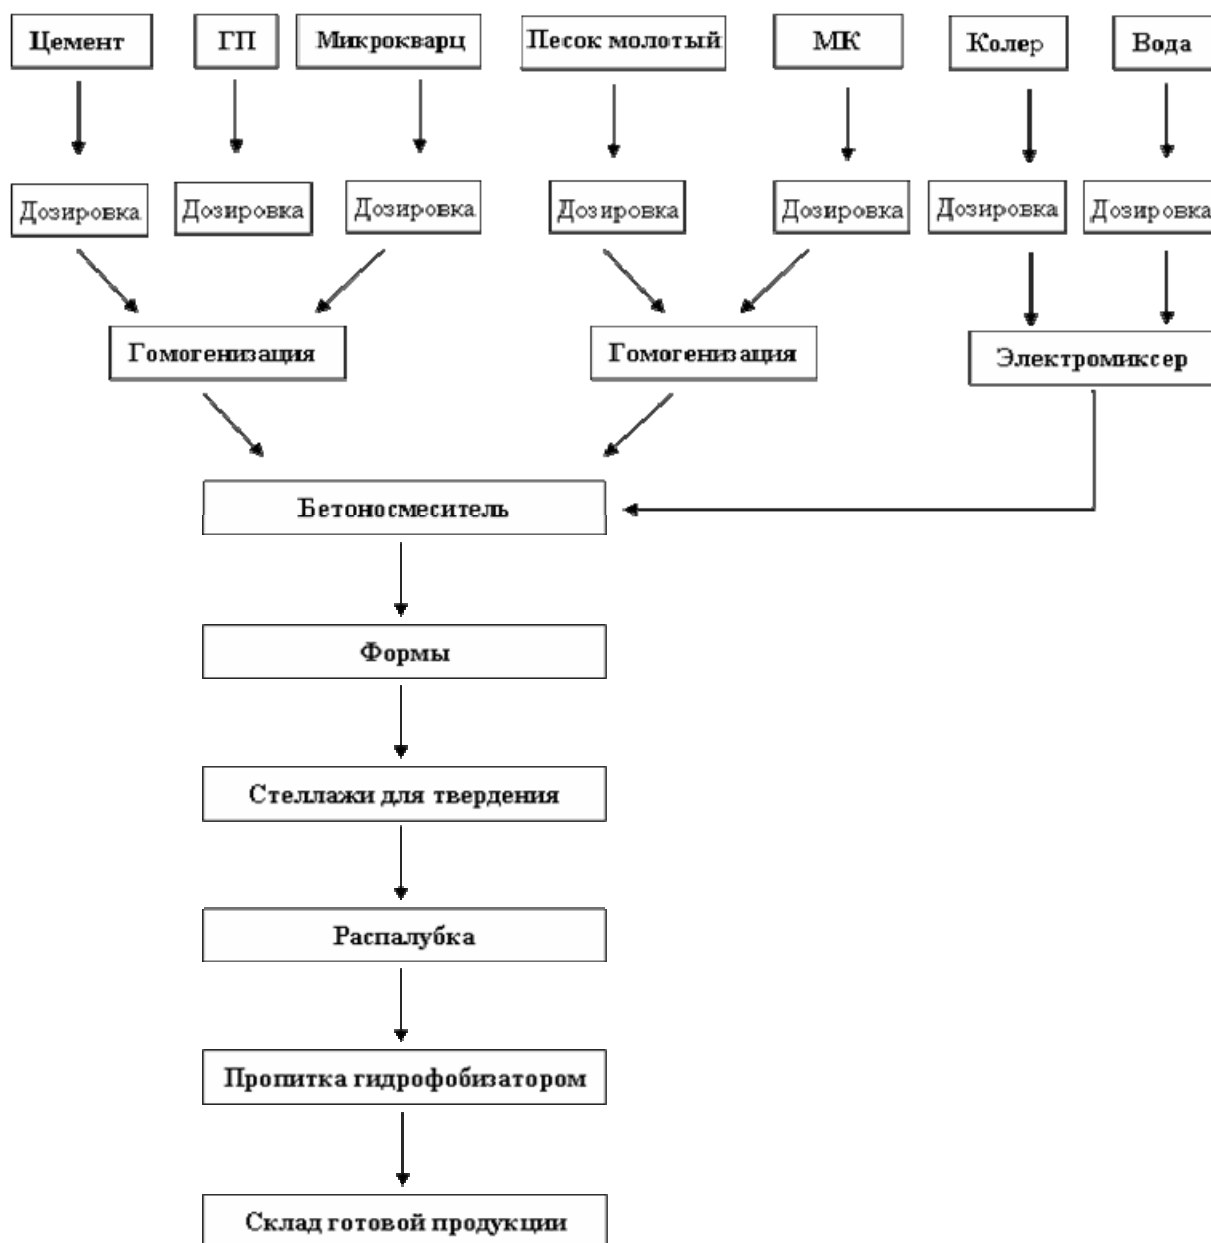 Цемент
ГП
Микрокварц
Песок молотый
МК
Колер
Вода
Дозировка
Дозировка
Дозировка
Дозировка
Дозировка
Дозировка
Дозировка
Гомогенизация
Гомогенизация
Электромиксер
Бетоносмеситель
Формы
Стеллажи для твердения
Распалубка
Пропитка гидрофобизатором
Склад готовой продукции